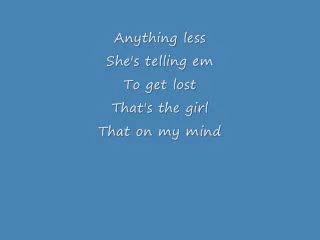 Anything less
She's telling em
To get lost
That's the girl
That on my mind